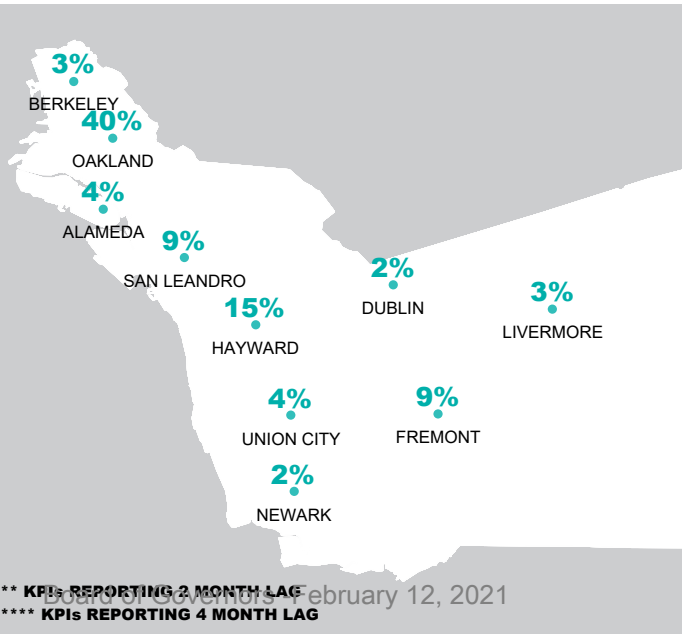 3%
BERKELEY
40%
OAKLAND
4%
ALAMEDA
9%
SAN LEANDRO
15%
HAYWARD
2%
DUBLIN
3%
LIVERMORE
4%
UNION CITY
9%
FREMONT
2%
NEWARK
** KPIs REPORTING 2 MONTH LAG
Board of Governors -February 12, 2021
**** KPIs REPORTING 4 MONTH LAG